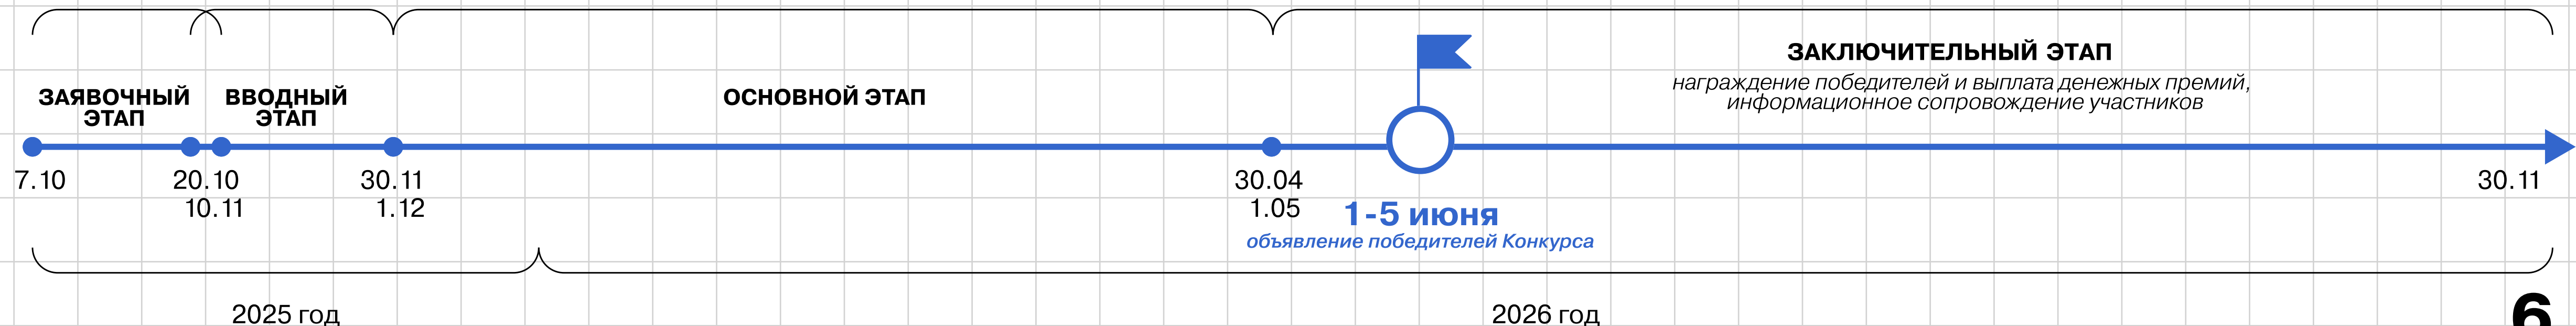 ЗАЯВОЧНЫЙ
ЭТАП
ВВОДНЫЙ
ЭТАП
ОСНОВНОЙ ЭТАП
ЗАКЛЮЧИТЕЛЬНЫЙ ЭТАП
награждение победителей и выплата денежных премий,
информационное сопровождение участников
7.10
20.10
10.11
30.11
1.12
30.04
1.05
1-5 июня
объявление победителей Конкурса
30.11
2025 год
2026 год
6